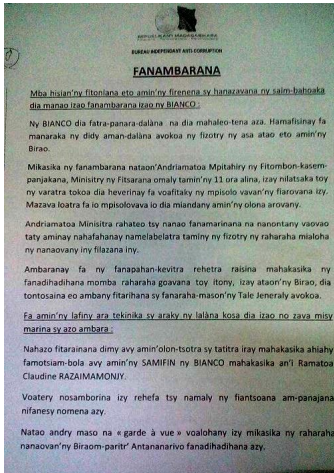 REPOBLIKAN'I MADAGASIKARA
BUREAU INDEPENDANT ANTI-CORRUPTION
FANAMBARANA
Mba hisian'ny fitoniana eto amin'ny firenena sy hanazavana ny saim-bahoaka
dia manao izao fanambarana izao ny BIANCO :
Ny BIANCO dia fatra-panara-dalàna na dia mahaleo-tena aza. Hamafisinay fa
manaraka ny didy aman-dalàna avokoa ny fizotry ny asa atao eto amin'ny
Birao.
Mikasika ny fanambarana nataon'Andriamatoa Mpitahiry ny Fitombon-kasem-
panjakana, Minisitry ny Fitsarana omaly tamin'ny 11 ora alina, izay nilatsaka toy
ny varatra tokoa dia heverinay fa voafitaky ny mpisolo vavan'ny fiarovana izy.
Mazava loatra fa io mpisolovava io dia miandany amin'ny olona arovany.
Andriamatoa Minisitra rahateo tsy nanao fanamarinana na nanontany vaovao
taty aminay nahafahanay namelabelatra taminy ny fizotry ny raharaha mialoha
ny nanaovany iny filazana iny.
Ambaranay fa ny fanapahan-kevitra rehetra raisina mahakasika ny
fanadihadihana momba raharaha goavana toy itony, izay ataon'ny Birao, dia
tontosaina eo ambany fitarihana sy fanaraha-mason'ny Tale Jeneraly avokoa.
Fa amin'ny lafiny ara teknika sy araky ny lalàna kosa dia izao no zava misy
marina sy azo ambara :
Nahazo fitarainana dimy avy amin'olon-tsotra sy tatitra iray mahakasika ahiahy
famotsiam-bola avy amin'ny SAMIFIN ny BIANCO mahakasika an'i Ramatoa
Claudine RAZAIMAMONJY.
Voatery nosamborina izy rehefa tsy namaly ny fiantsoana am-panajana
nifanesy nomena azy.
Natao andry maso na « garde à vue » voalohany izy mikasika ny raharaha
nanaovan'ny Biraom-paritr' Antananarivo fanadihadihana azy.